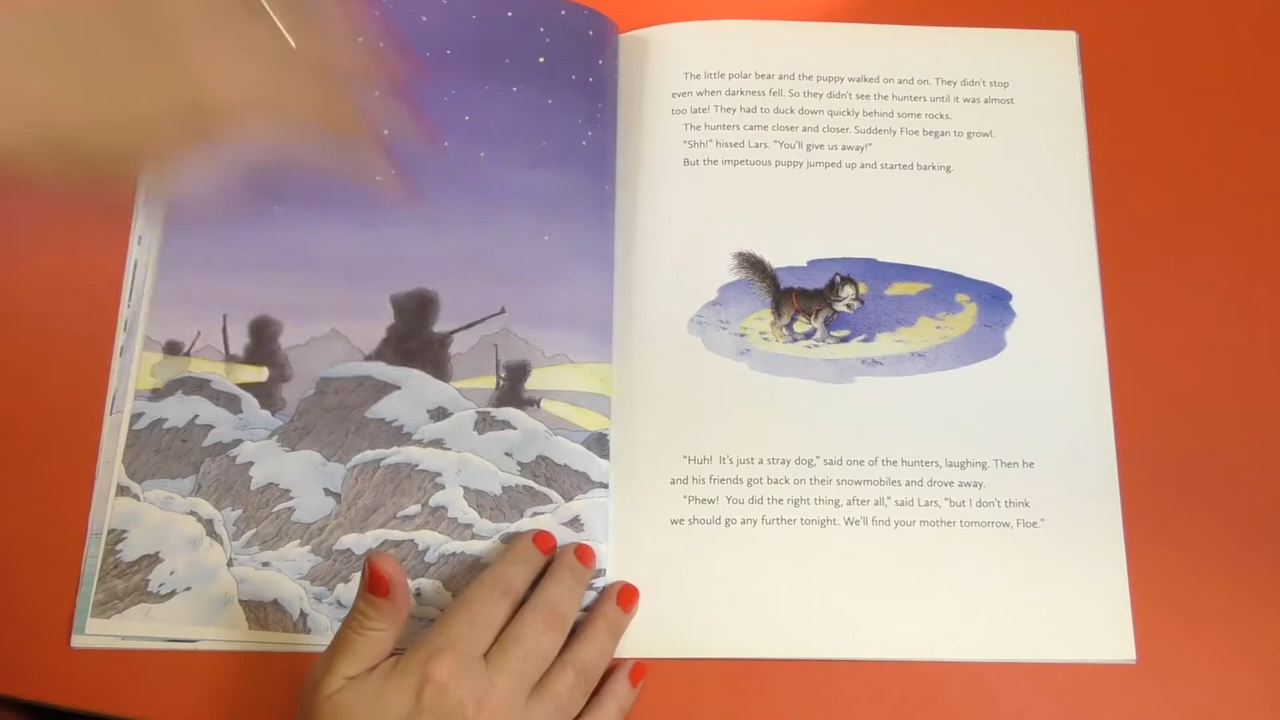 The little polar bear and the puppy walked on and on. They didn't stop
even when darkness fell. So they didn't see the hunters until it was almost
too late! They had to duck down quickly behind some rocks.
The hunters came closer and closer. Suddenly Floe began to growl.
"Shh!" hissed Lars. "You'll give us away!"
But the impetuous puppy jumped up and started barking.
"Huh! It's just a stray dog," said one of the hunters, laughing. Then he
and his friends got back on their snowmobiles and drove away.
"Phew! You did the right thing, after all," said Lars, "but I don't think
we should go any further tonight. We'll find your mother tomorrow, Floe."